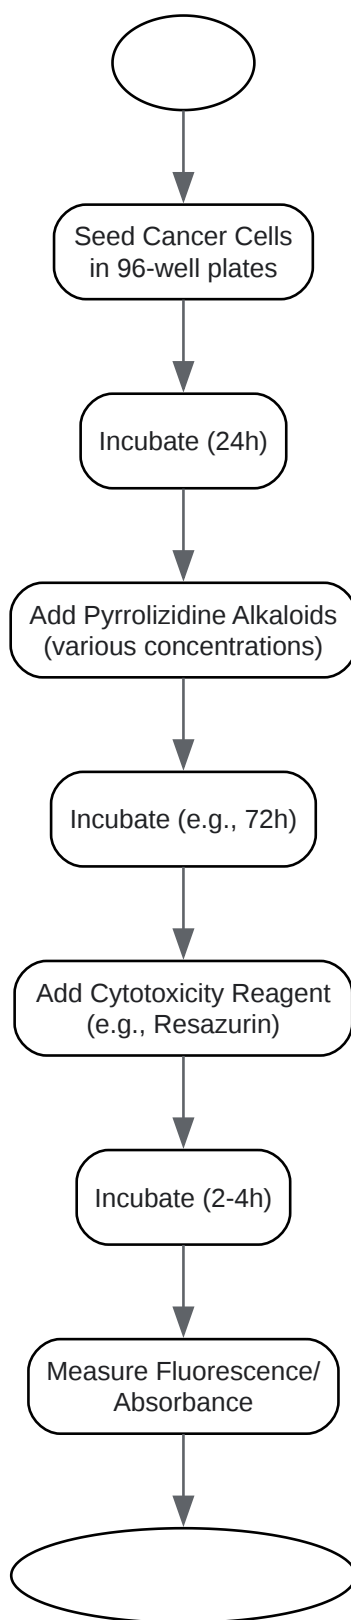 Seed Cancer Cells
in 96-well plates
Incubate (24h)
Add Pyrrolizidine Alkaloids
(various concentrations)
Incubate (e.g., 72h)
Add Cytotoxicity Reagent
(e.g., Resazurin)
Incubate (2-4h)
Measure Fluorescence/
Absorbance